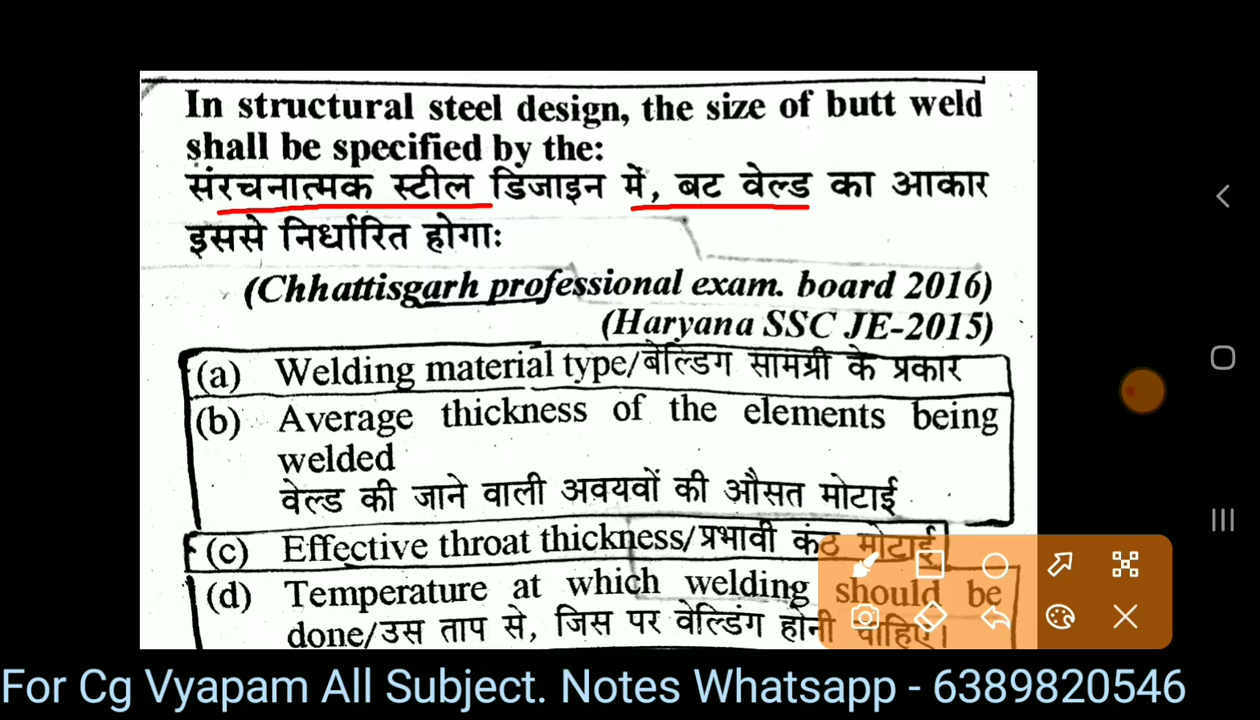 In structural steel design, the size of butt weld
shall be specified by the:
संरचनात्मक स्टील डिजाइन में, बट वेल्ड का आकार
इससे निर्धारित होगाः
(Chhattisgarh professional exam. board 2016)
(Haryana SSC JE-2015)
(a) Welding material type/बेल्डिग सामग्री के प्रकार
(b) Average thickness of the elements being
welded
वेल्ड की जाने वाली अवयवों की औसत मोटाई
(c) Effective throat thickness/प्रभावी कंठ मोटाई
(d) Temperature at which welding should be
done/उस ताप से, जिस पर वेल्डिंग होनी चाहिए।
For Cg Vyapam All Subject. Notes Whatsapp - 6389820546